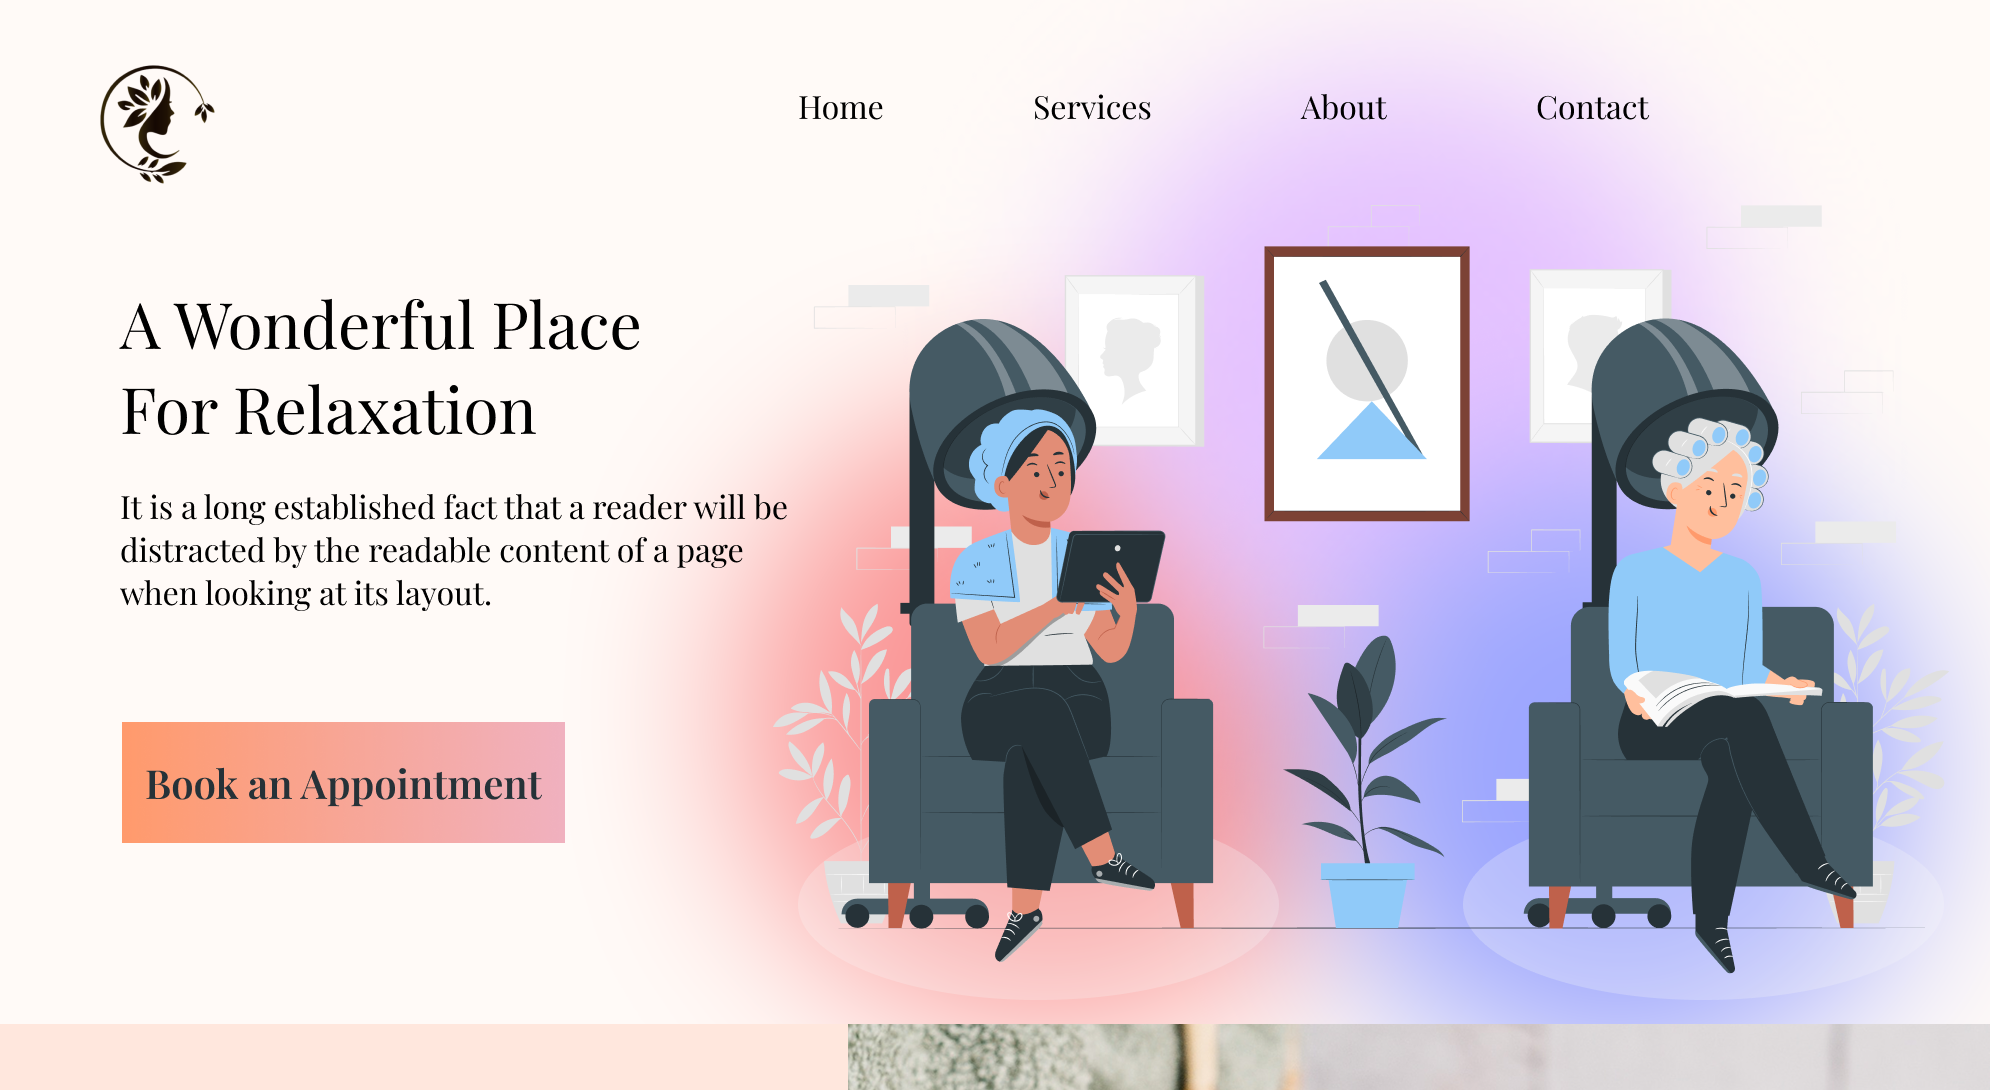 Home Services About Contact
A Wonderful Place
For Relaxation
It is a long established fact that a reader will be
distracted by the readable content of a page
when looking at its layout.
Book an Appointment